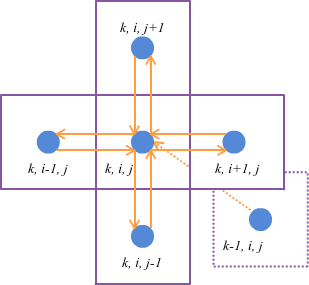 k, i, j+1
k, i-1, j
k, i, j
k, i+1, j
k-1, i, j
k, i, j-1